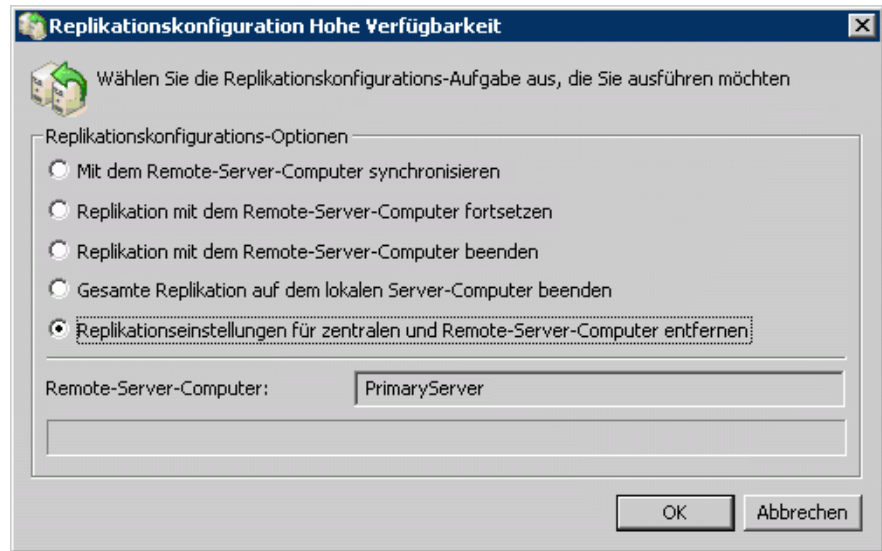 Replikationskonfiguration Hohe Verfügbarkeit
Wählen Sie die Replikationskonfigurations-Aufgabe aus, die Sie ausführen möchten
Replikationskonfigurations-Optionen
Mit dem Remote-Server-Computer synchronisieren
Replikation mit dem Remote-Server-Computer fortsetzen
Replikation mit dem Remote-Server-Computer beenden
Gesamte Replikation auf dem lokalen Server-Computer beenden
Replikationseinstellungen für zentralen und Remote-Server-Computer entfernen
Remote-Server-Computer: PrimaryServer
OK Abbrechen